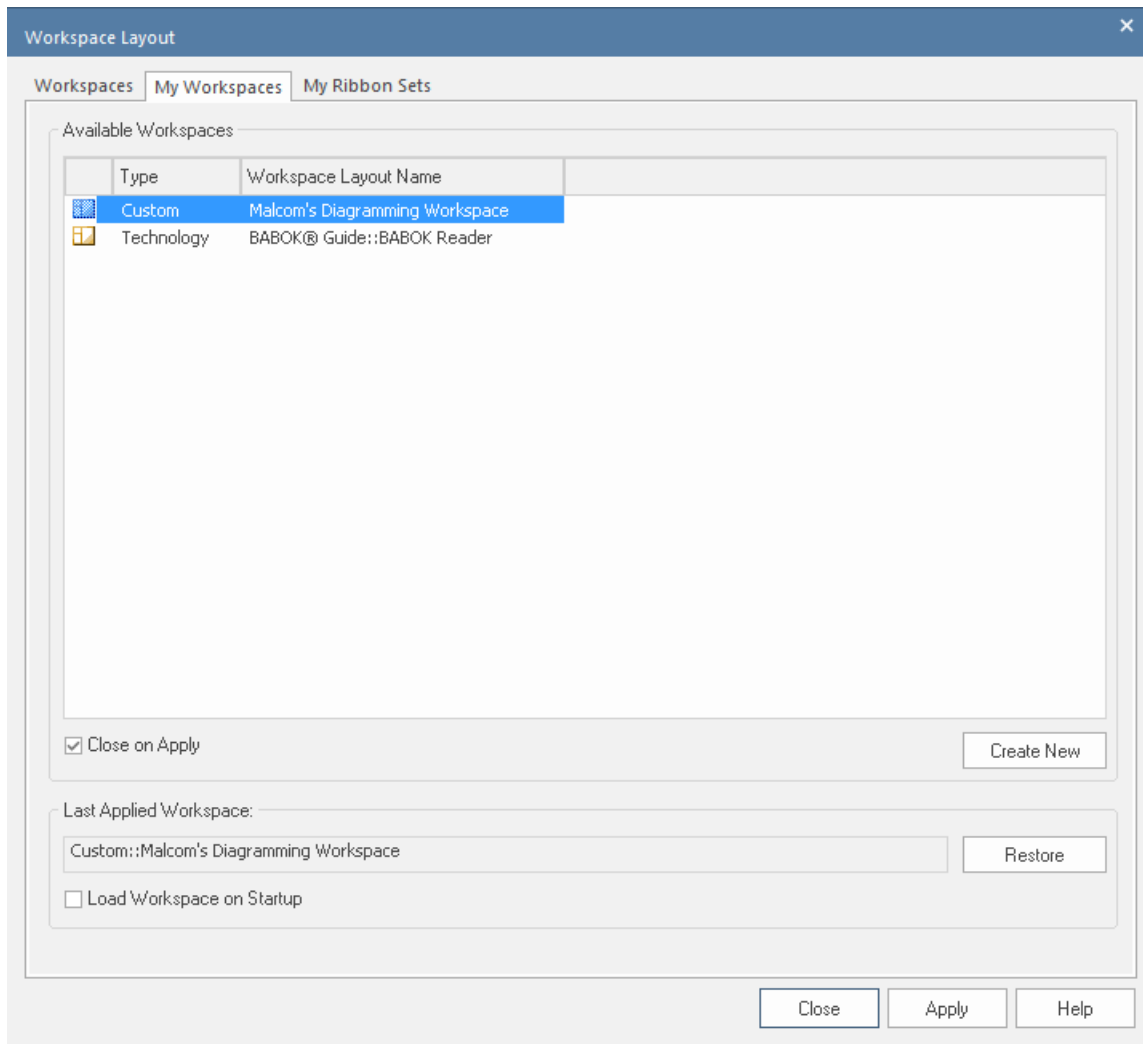 Workspace Layout
Workspaces My Workspaces My Ribbon Sets
Available Workspaces
Type Workspace Layout Name
Custom Malcom's Diagramming Workspace
Technology BABOK® Guide::BABOK Reader
Close on Apply
Create New
Last Applied Workspace:
Custom::Malcom's Diagramming Workspace
Restore
Load Workspace on Startup
Close Apply Help